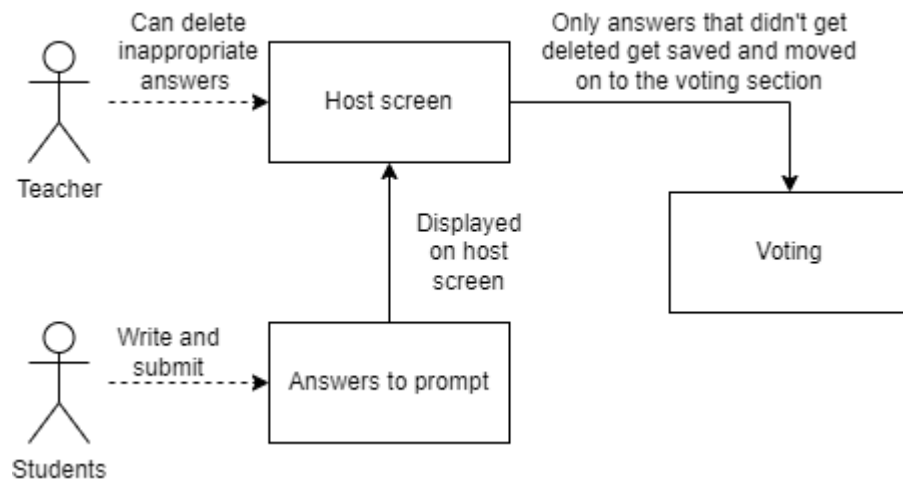 Can delete
inappropriate
answers
Only answers that didn't get
deleted get saved and moved
on to the voting section
Host screen
Teacher
Displayed
on host
screen
Voting
Write and
submit
Answers to prompt
Students